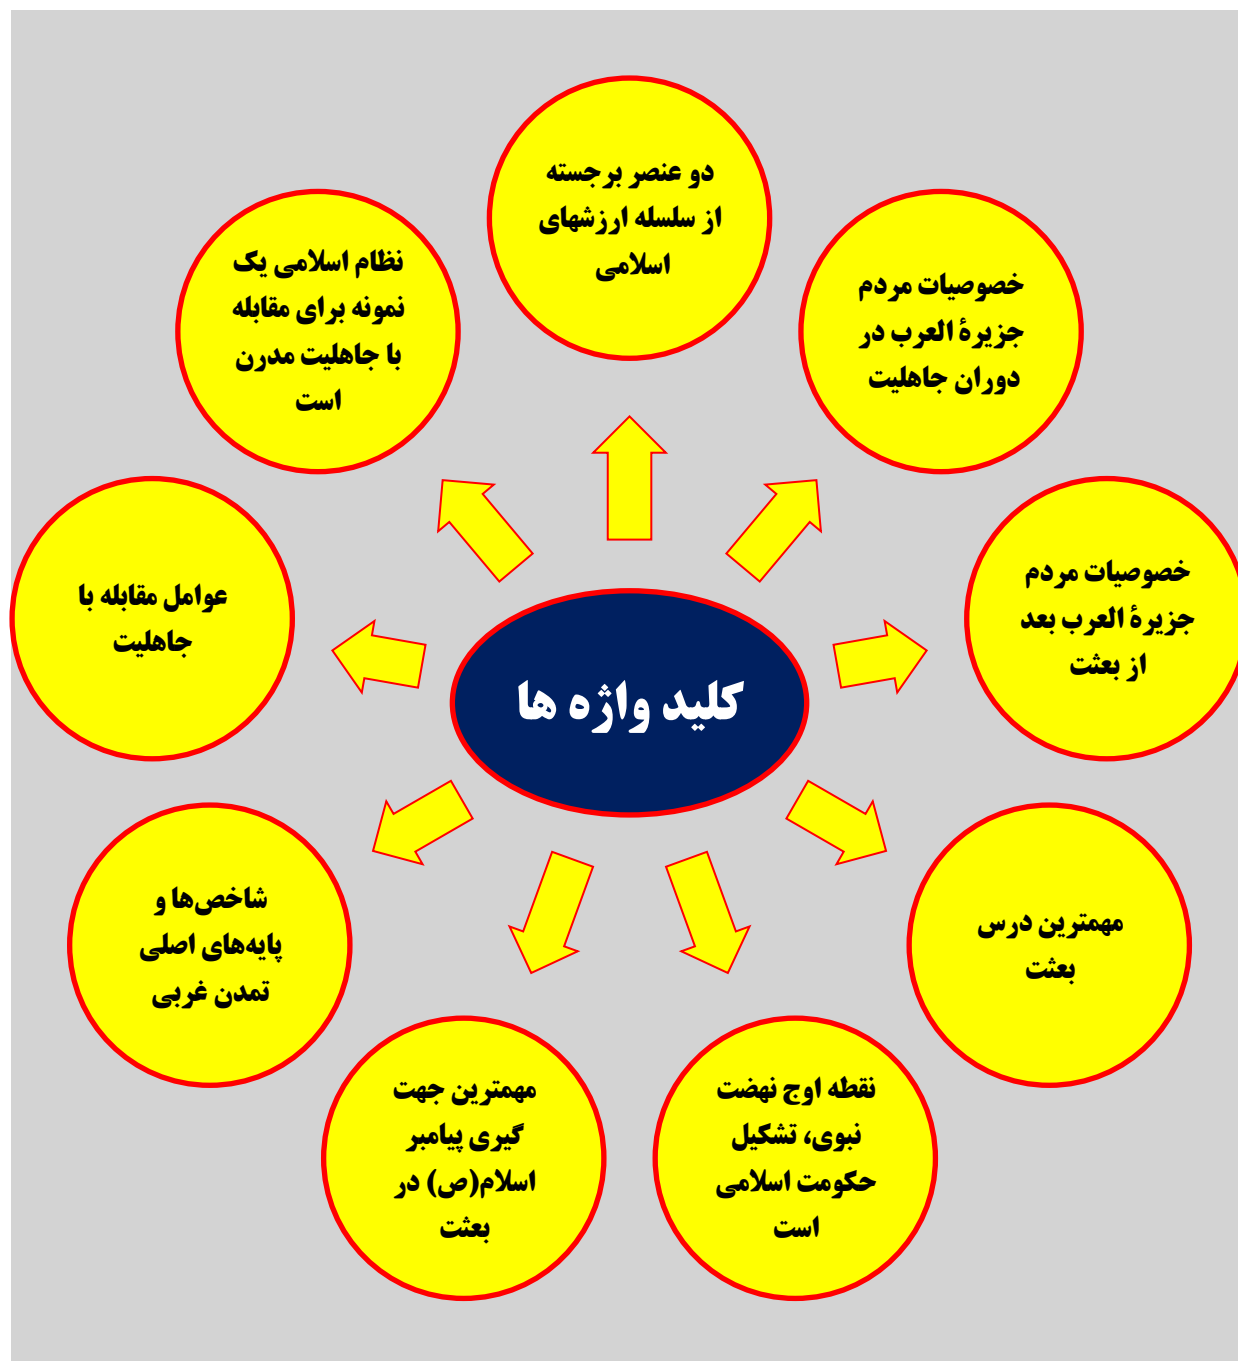 کلید واژه ها
دو عنصر برجسته
از سلسله ارزشهای
اسلامی
خصوصیات مردم
جزیرهٔ العرب در
دوران جاهلیت
خصوصیات مردم
جزیرهٔ العرب بعد
از بعثت
مهمترین درس
بعثت
نقطه اوج نهضت
نبوی، تشکیل
حکومت اسلامی
است
مهمترین جهت
گیری پیامبر
اسلام(ص) در
بعثت
شاخص‌ها و
پایه‌های اصلی
تمدن غربی
عوامل مقابله با
جاهلیت
نظام اسلامی یک
نمونه برای مقابله
با جاهلیت مدرن
است